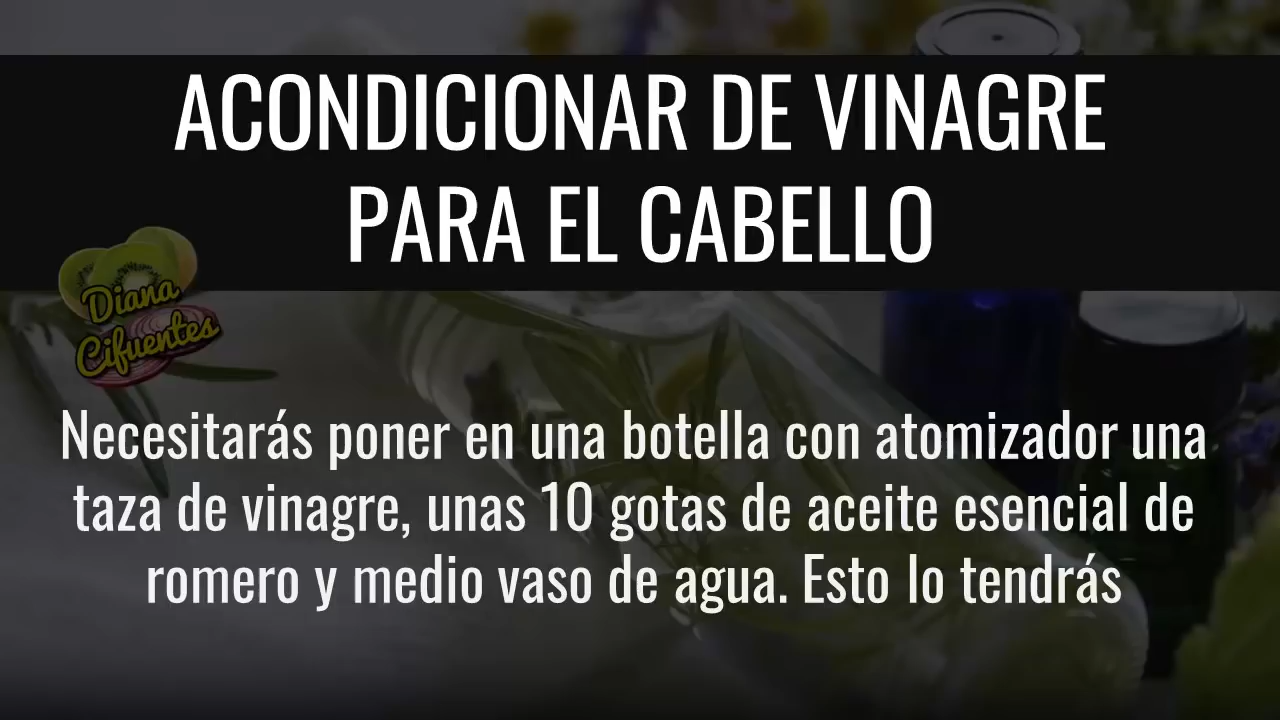 ACONDICIONAR DE VINAGRE
PARA EL CABELLO
Diana
Cifuentes
Necesitarás poner en una botella con atomizador una
taza de vinagre, unas 10 gotas de aceite esencial de
romero y medio vaso de agua. Esto lo tendrás